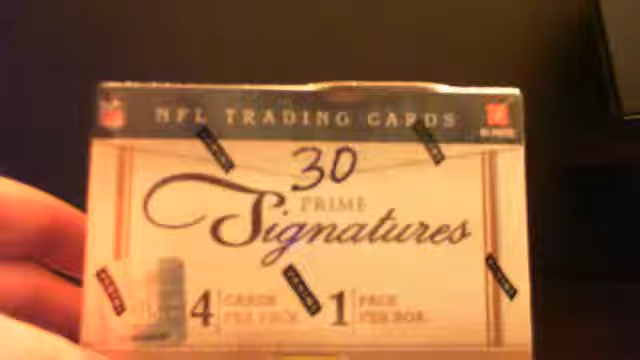 NFL TRADING CARDS
30
PRIME
Signatures
4 CARDS PER PACK 1 PACK PER BOX